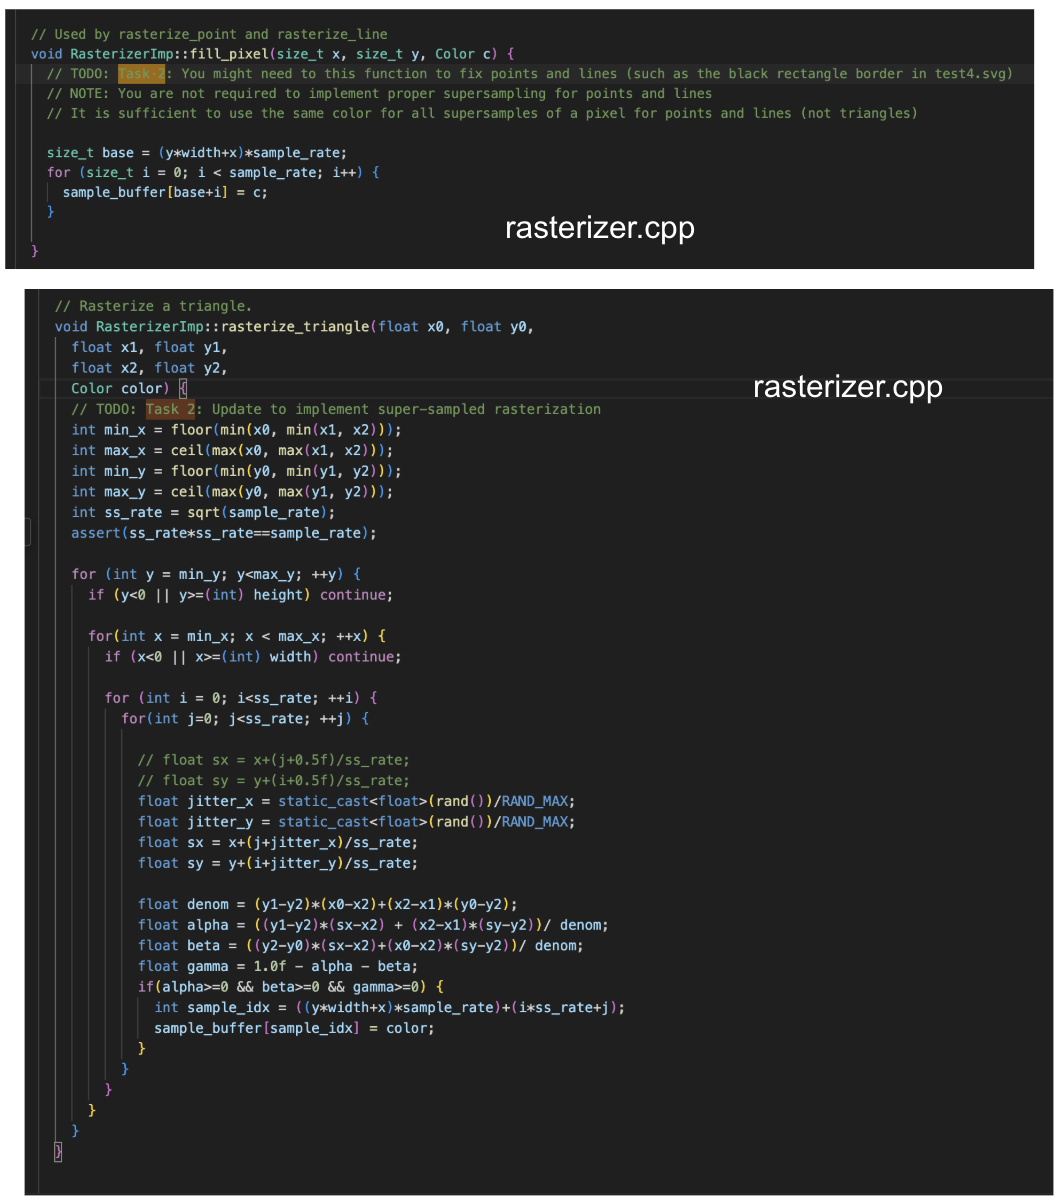 // Used by rasterize_point and rasterize_line
void RasterizerImp::fill_pixel(size_t x, size_t y, Color c) {
// TODO: Task 2: You might need to this function to fix points and lines (such as the black rectangle border in test4.svg)
// NOTE: You are not required to implement proper supersampling for points and lines
// It is sufficient to use the same color for all supersamples of a pixel for points and lines (not triangles)
size_t base = (y*width+x)*sample_rate;
for (size_t i = 0; i < sample_rate; i++) {
sample_buffer[base+i] = c;
}
rasterizer.cpp
}
// Rasterize a triangle.
void RasterizerImp::rasterize_triangle(float x0, float y0,
float x1, float y1,
float x2, float y2,
Color color) {
rasterizer.cpp
// TODO: Task 2: Update to implement super-sampled rasterization
int min_x = floor(min(x0, min(x1, x2)));
int max_x = ceil(max(x0, max(x1, x2)));
int min_y = floor(min(y0, min(y1, y2)));
int max_y = ceil(max(y0, max(y1, y2)));
int ss_rate = sqrt(sample_rate);
assert(ss_rate*ss_rate==sample_rate);
for (int y = min_y; y<max_y; ++y) {
if (y<0 || y>=(int) height) continue;
for(int x = min_x; x < max_x; ++x) {
if (x<0 || x>=(int) width) continue;
for (int i = 0; i<ss_rate; ++i) {
for(int j=0; j<ss_rate; ++j) {
// float sx = x+(j+0.5f)/ss_rate;
// float sy = y+(i+0.5f)/ss_rate;
float jitter_x = static_cast<float>(rand())/RAND_MAX;
float jitter_y = static_cast<float>(rand())/RAND_MAX;
float sx = x+(j+jitter_x)/ss_rate;
float sy = y+(i+jitter_y)/ss_rate;
float denom = (y1-y2)*(x0-x2)+(x2-x1)*(y0-y2);
float alpha = ((y1-y2)*(sx-x2) + (x2-x1)*(sy-y2))/ denom;
float beta = ((y2-y0)*(sx-x2)+(x0-x2)*(sy-y2))/ denom;
float gamma = 1.0f - alpha - beta;
if(alpha>=0 && beta>=0 && gamma>=0) {
int sample_idx = ((y*width+x)*sample_rate)+(i*ss_rate+j);
sample_buffer[sample_idx] = color;
}
}
}
}
}
}